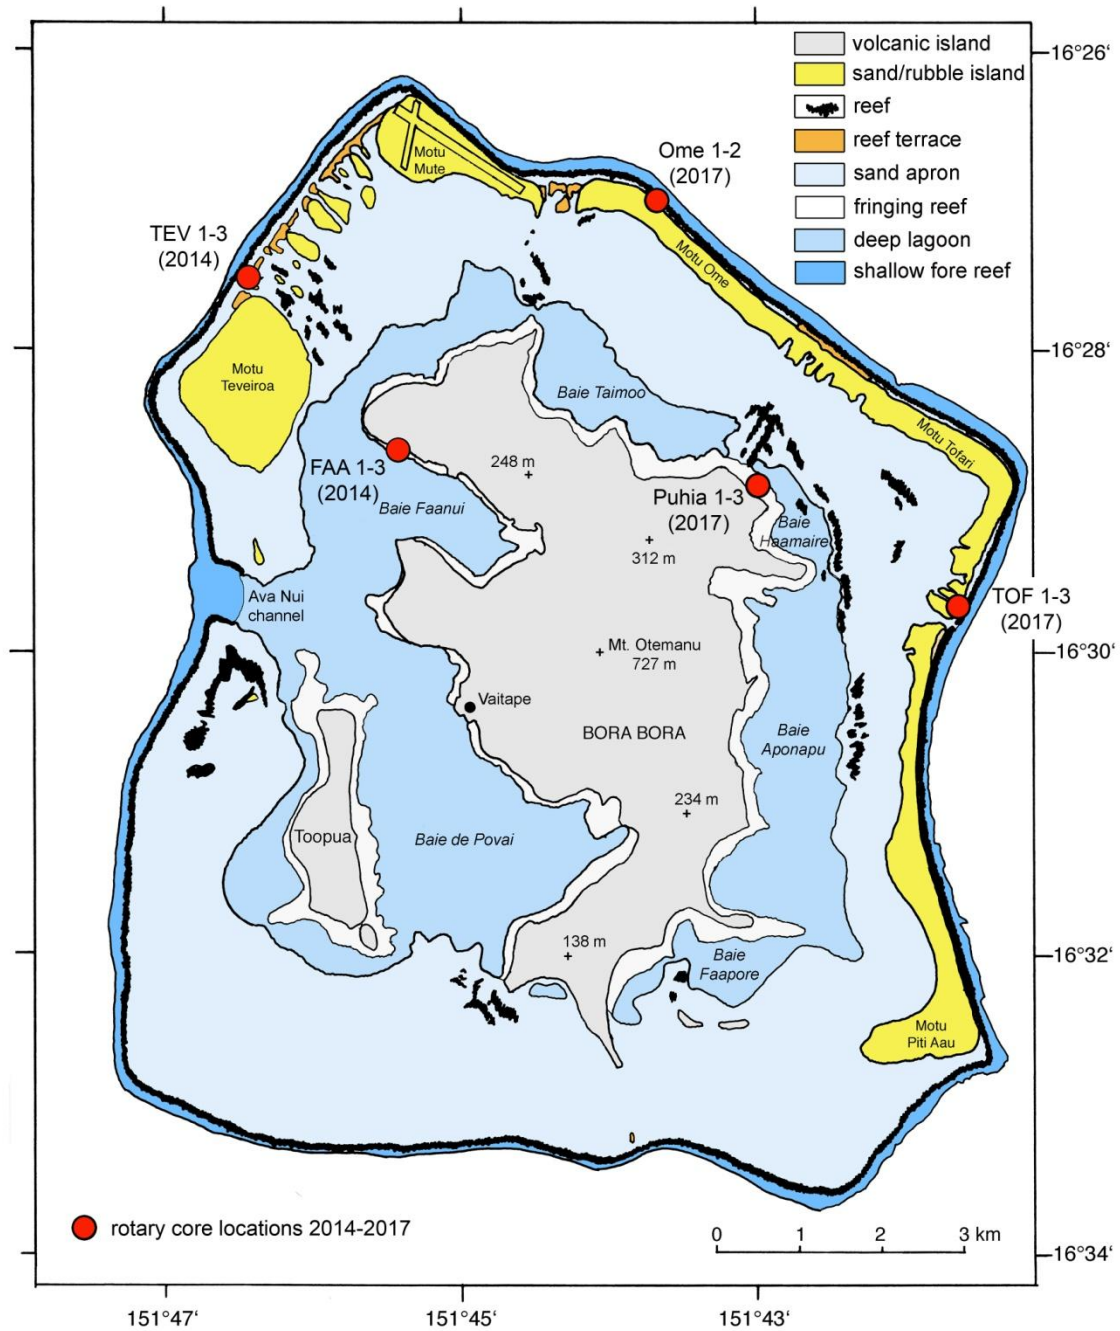 16°26‘
volcanic island
sand/rubble island
reef
reef terrace
sand apron
fringing reef
deep lagoon
shallow fore reef
Motu
Mute
Ome 1-2
(2017)
TEV 1-3
(2014)
Motu Ome
16°28‘
Motu
Teveiroa
Baie Taimoo
Motu Tofari
FAA 1-3
(2014)
248 m
Baie Faanui
Puhia 1-3
(2017)
312 m
Baie
Haamaire
Ava Nui
channel
TOF 1-3
(2017)
Mt. Otemanu
727 m
16°30‘
Vaitape
BORA BORA
Baie
Aponapu
234 m
Toopua
Baie de Povai
138 m
Baie
Faapore
16°32‘
Motu
Piti Aau
rotary core locations 2014-2017
0 1 2 3 km
16°34‘
151°47‘ 151°45‘ 151°43‘